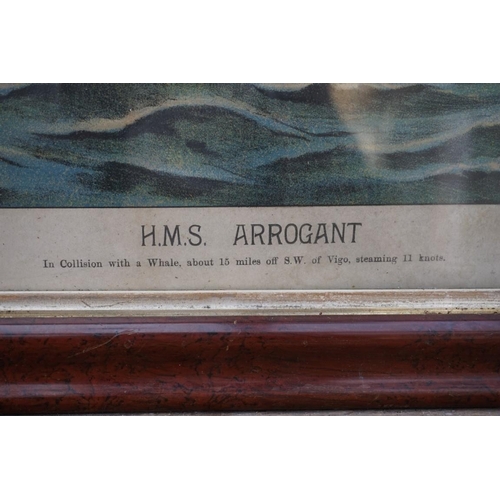 H.M.S. ARROGANT
In Collision with a Whale, about 15 miles off S.W. of Vigo, steaming 11 knots.